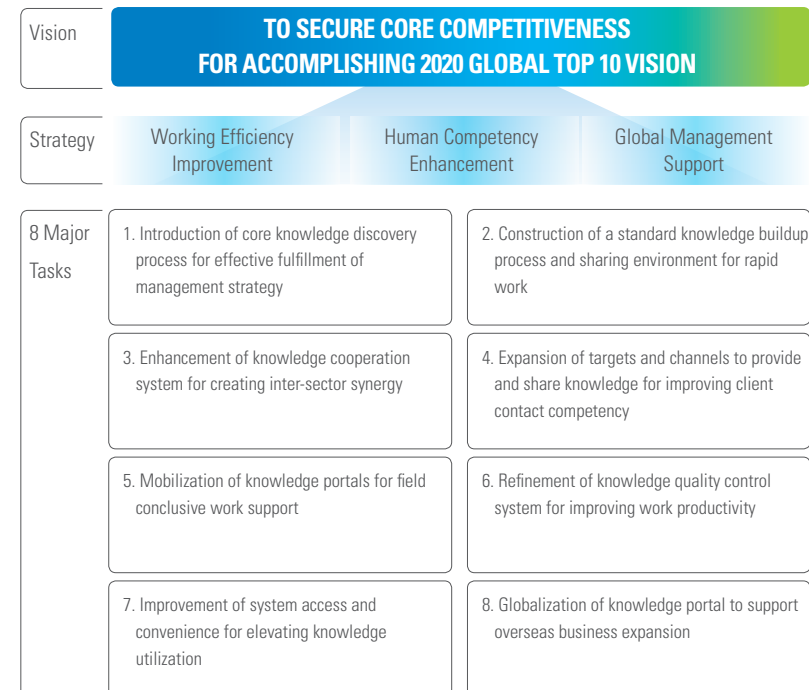 Vision
TO SECURE CORE COMPETITIVENESS
FOR ACCOMPLISHING 2020 GLOBAL TOP 10 VISION
Strategy
Working Efficiency
Improvement
Human Competency
Enhancement
Global Management
Support
8 Major
Tasks
1. Introduction of core knowledge discovery
process for effective fulfillment of
management strategy
2. Construction of a standard knowledge buildup
process and sharing environment for rapid
work
3. Enhancement of knowledge cooperation
system for creating inter-sector synergy
4. Expansion of targets and channels to provide
and share knowledge for improving client
contact competency
5. Mobilization of knowledge portals for field
conclusive work support
6. Refinement of knowledge quality control
system for improving work productivity
7. Improvement of system access and
convenience for elevating knowledge
utilization
8. Globalization of knowledge portal to support
overseas business expansion